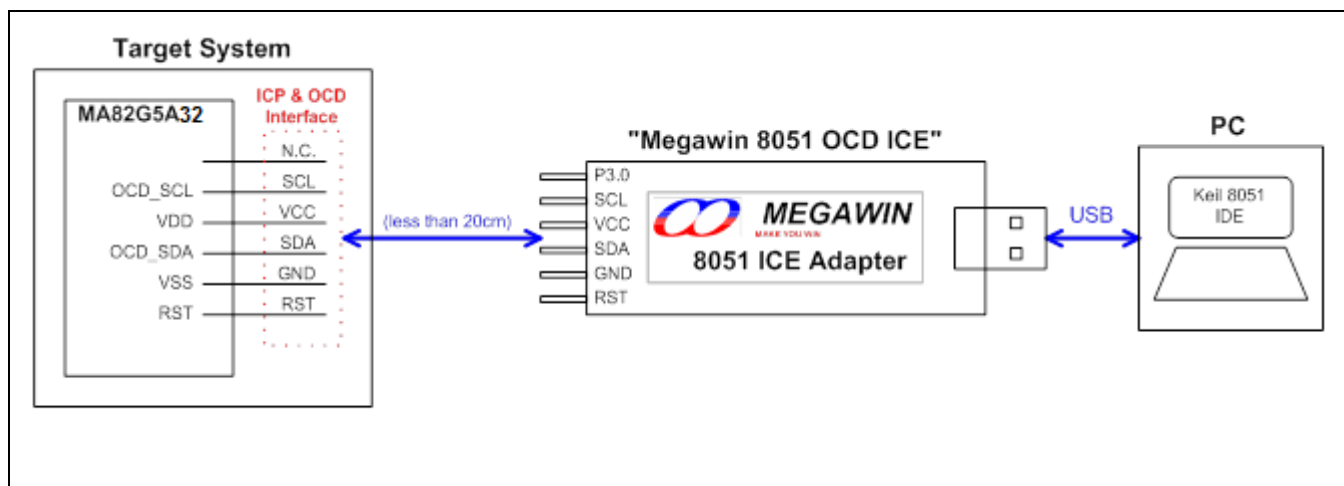 Target System
MA82G5A32
ICP & OCD
Interface
N.C.
OCD_SCL
SCL
VDD
VCC
OCD_SDA
SDA
VSS
GND
RST
RST
(less than 20cm)
"Megawin 8051 OCD ICE"
P3.0
SCL
VCC
SDA
GND
RST
MEGAWIN
MAKE YOU WIN
8051 ICE Adapter
USB
PC
Keil 8051
IDE